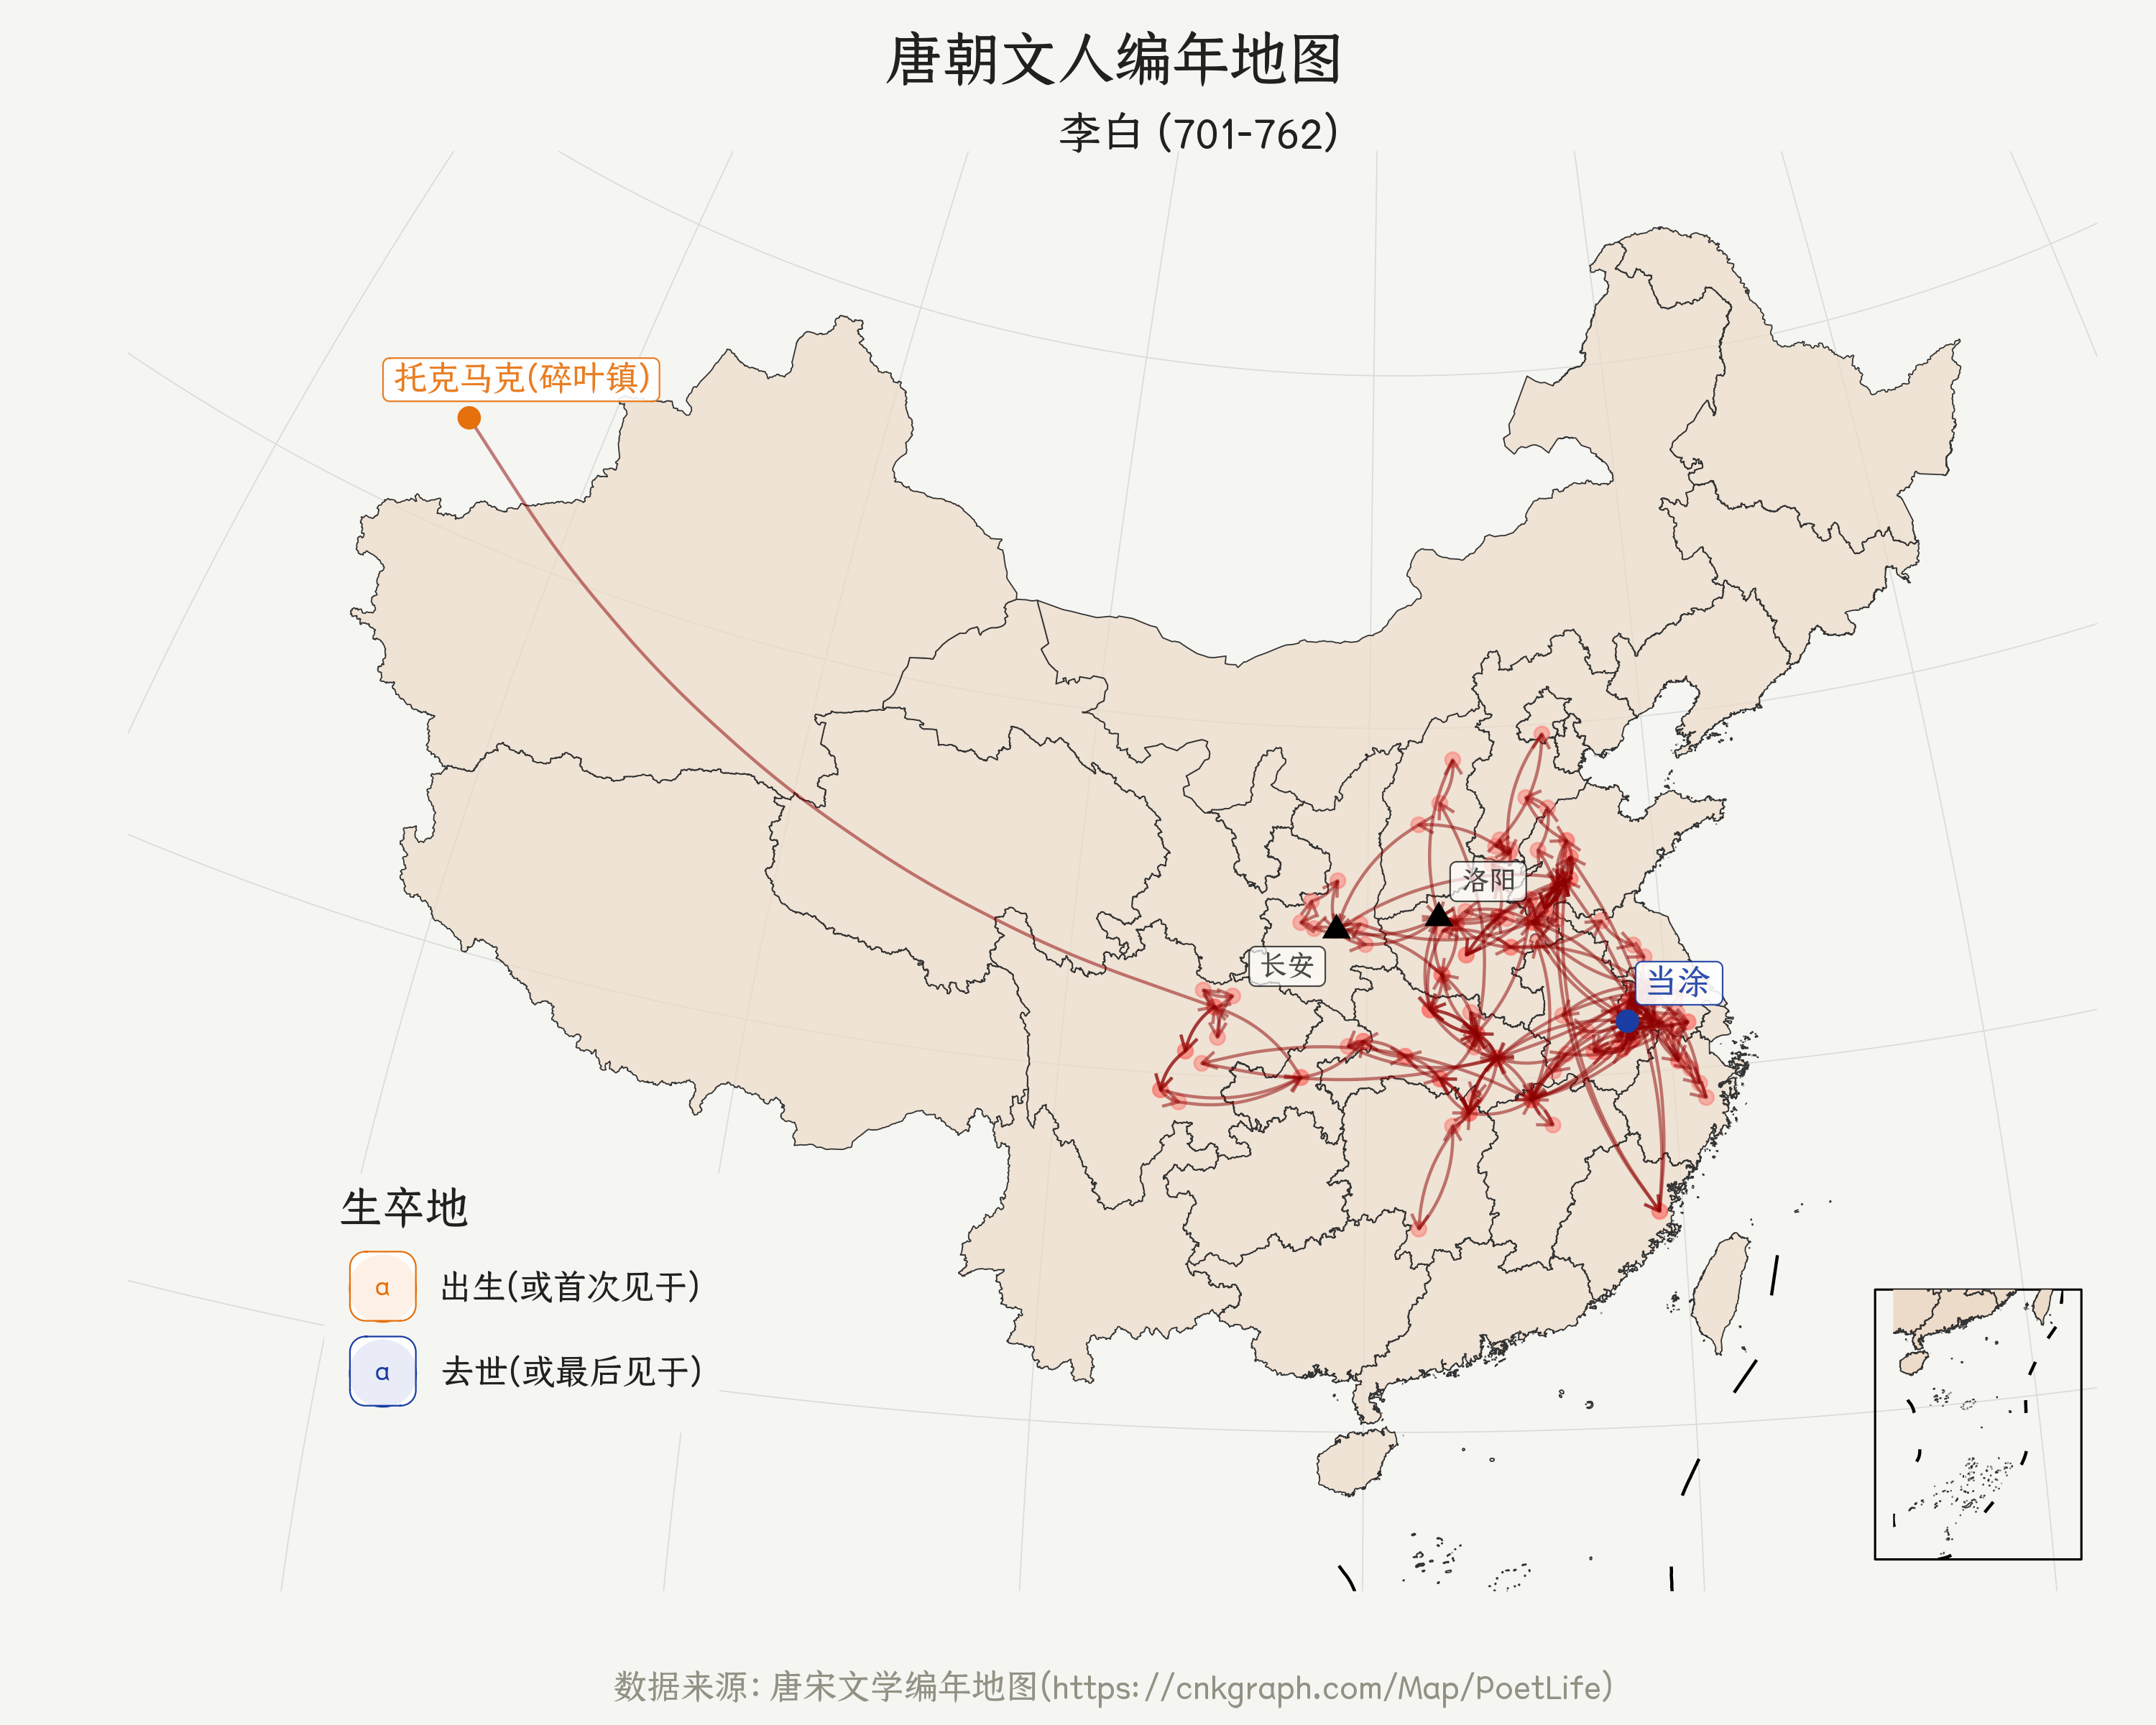 唐朝文人编年地图
李白 (701-762)
托克马克(碎叶镇)
洛阳
长安
当涂
生卒地
a 出生(或首次见于)
a 去世(或最后见于)
数据来源: 唐宋文学编年地图(https://cnkgraph.com/Map/PoetLife)